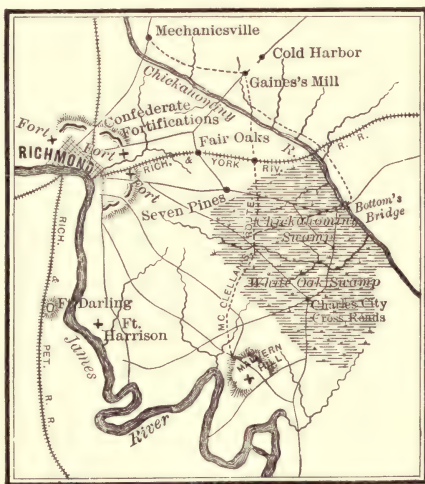 Mechanicsville
Cold Harbor
Chickahominy R.
Gaines's Mill
Confederate
Fortifications
Fort
Fort
Fair Oaks
R. R.
RICHMOND
RICH. & YORK RIV.
Fort
Seven Pines
Bottom's
Bridge
Chickahominy
Swamp
MC CLELLAN'S ROUTE
White Oak Swamp
RICH. & PET. R. R.
Ft. Darling
Charles City
Cross Roads
Ft.
Harrison
James River
MALVERN
HILL